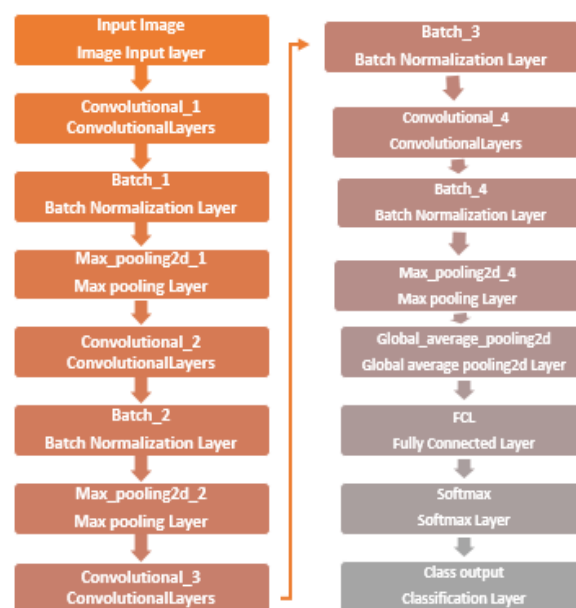 Input Image
Image Input layer
Convolutional_1
ConvolutionalLayers
Batch_1
Batch Normalization Layer
Max_pooling2d_1
Max pooling Layer
Convolutional_2
ConvolutionalLayers
Batch_2
Batch Normalization Layer
Max_pooling2d_2
Max pooling Layer
Convolutional_3
ConvolutionalLayers
Batch_3
Batch Normalization Layer
Convolutional_4
ConvolutionalLayers
Batch_4
Batch Normalization Layer
Max_pooling2d_4
Max pooling Layer
Global_average_pooling2d
Global average pooling2d Layer
FCL
Fully Connected Layer
Softmax
Softmax Layer
Class output
Classification Layer